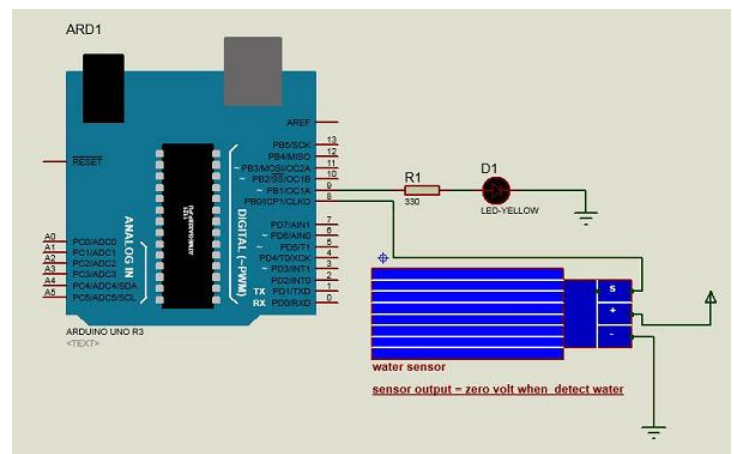 ARD1
AREF
RESET
PB5/SCK 13
PB4/MISO 12
~ PB3/MOSI/OC2A 11
~ PB2/SS/OC1B 10
~ PB1/OC1A 9
PB0/ICP1/CLKO 8
R1
330
D1
LED-YELLOW
1121
ATMEGA328P-PU
ANALOG IN
DIGITAL (~PWM)
PD7/AIN1 7
~ PD6/AIN0 6
~ PD5/T1 5
PD4/T0/XCK 4
~ PD3/INT1 3
PD2/INT0 2
TX PD1/TXD 1
RX PD0/RXD 0
A0 PC0/ADC0
A1 PC1/ADC1
A2 PC2/ADC2
A3 PC3/ADC3
A4 PC4/ADC4/SDA
A5 PC5/ADC5/SCL
ARDUINO UNO R3
<TEXT>
S
+
-
water sensor
sensor output = zero volt when detect water